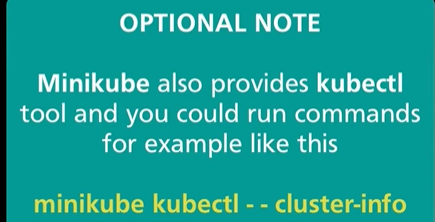 OPTIONAL NOTE
Minikube also provides kubectl
tool and you could run commands
for example like this
minikube kubectl - - cluster-info